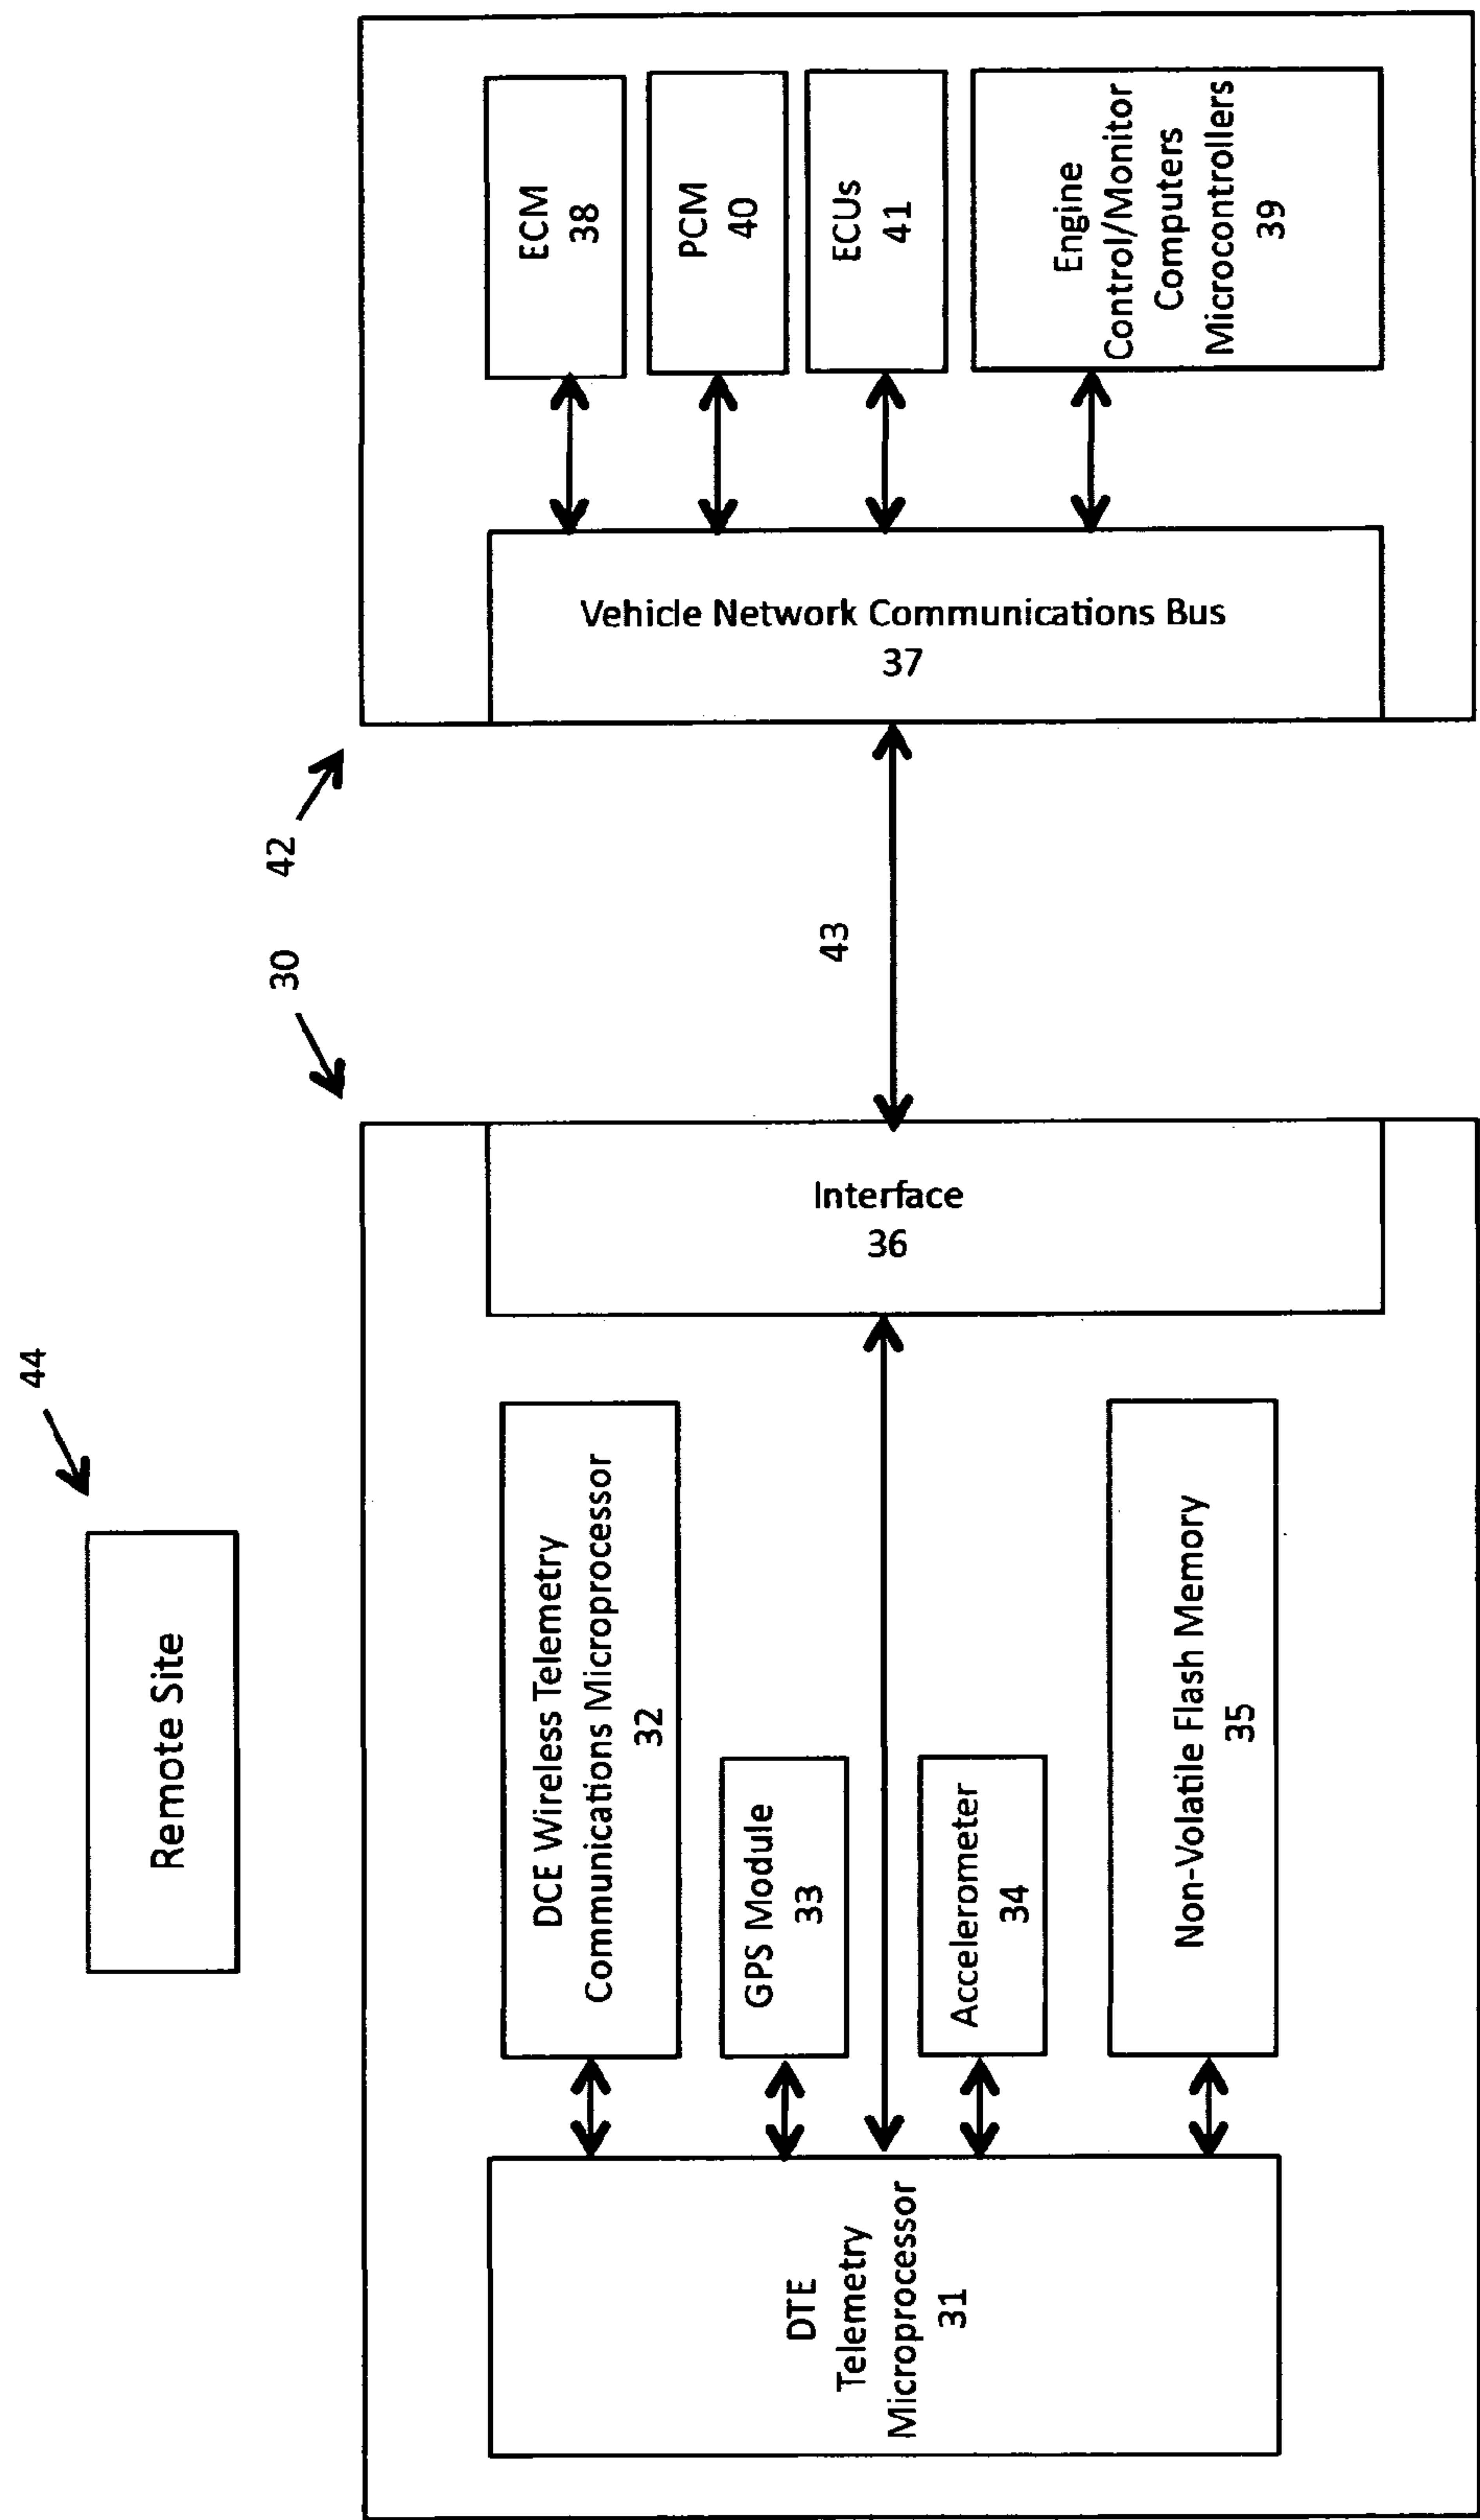 44
Remote Site
30
42
DTE
Telemetry
Microprocessor
31
DCE Wireless Telemetry
Communications Microprocessor
32
GPS Module
33
Accelerometer
34
Non-Volatile Flash Memory
35
Interface
36
43
Vehicle Network Communications Bus
37
ECM
38
PCM
40
ECUs
41
Engine
Control/Monitor
Computers
Microcontrollers
39